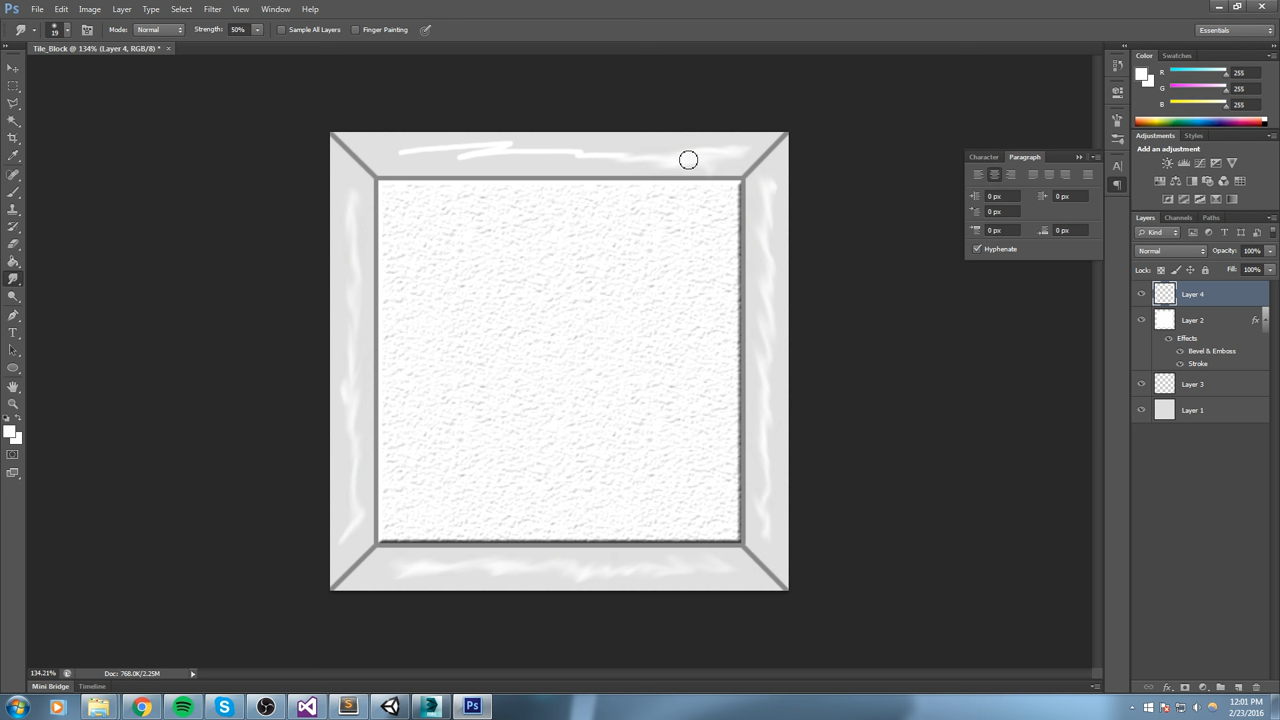 Ps File Edit Image Layer Type Select Filter 3D View Window Help
19 Mode: Normal Strength: 50% Sample All Layers Finger Painting Essentials
Tile_Block @ 134% (Layer 4, RGB/8) * ×
Color Swatches
R 255
G 255
B 255
Adjustments Styles
Add an adjustment
Character Paragraph
0 px 0 px
0 px
0 px 0 px
Hyphenate
Layers Channels Paths
Kind
Normal Opacity: 100%
Lock: Fill: 100%
Layer 4
Layer 2 fx
Effects
Bevel & Emboss
Stroke
Layer 3
Layer 1
134.21% Doc: 768.0K/2.25M
Mini Bridge Timeline
12:01 PM
2/23/2016